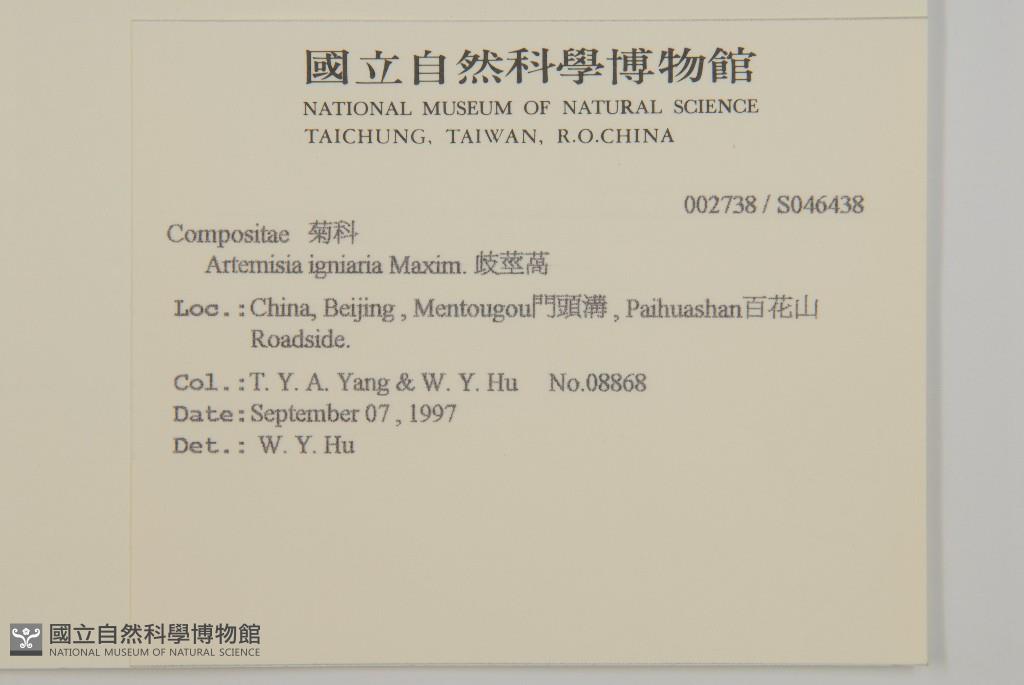 國立自然科學博物館
NATIONAL MUSEUM OF NATURAL SCIENCE
TAICHUNG, TAIWAN, R.O.CHINA
002738 / S046438
Compositae 菊科
Artemisia igniaria Maxim. 歧莖蒿
Loc.:China, Beijing , Mentougou門頭溝 , Paihuashan百花山
Roadside.
Col.:T. Y. A. Yang & W. Y. Hu No.08868
Date:September 07 , 1997
Det.: W. Y. Hu
國立自然科學博物館
NATIONAL MUSEUM OF NATURAL SCIENCE